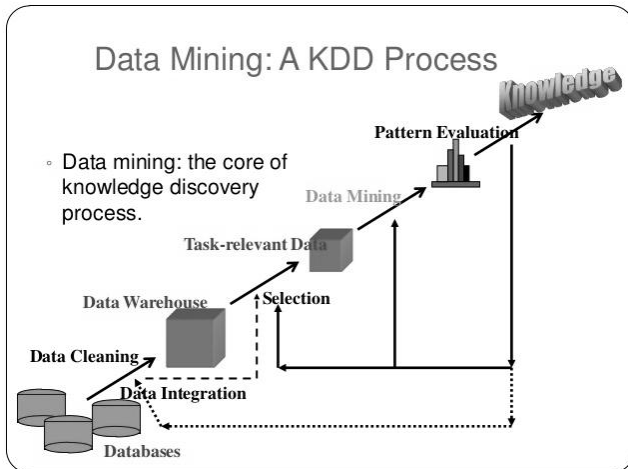 Data Mining: A KDD Process
Knowledge
Pattern Evaluation
◦ Data mining: the core of
knowledge discovery
process.
Data Mining
Task-relevant Data
Data Warehouse
Selection
Data Cleaning
Data Integration
Databases